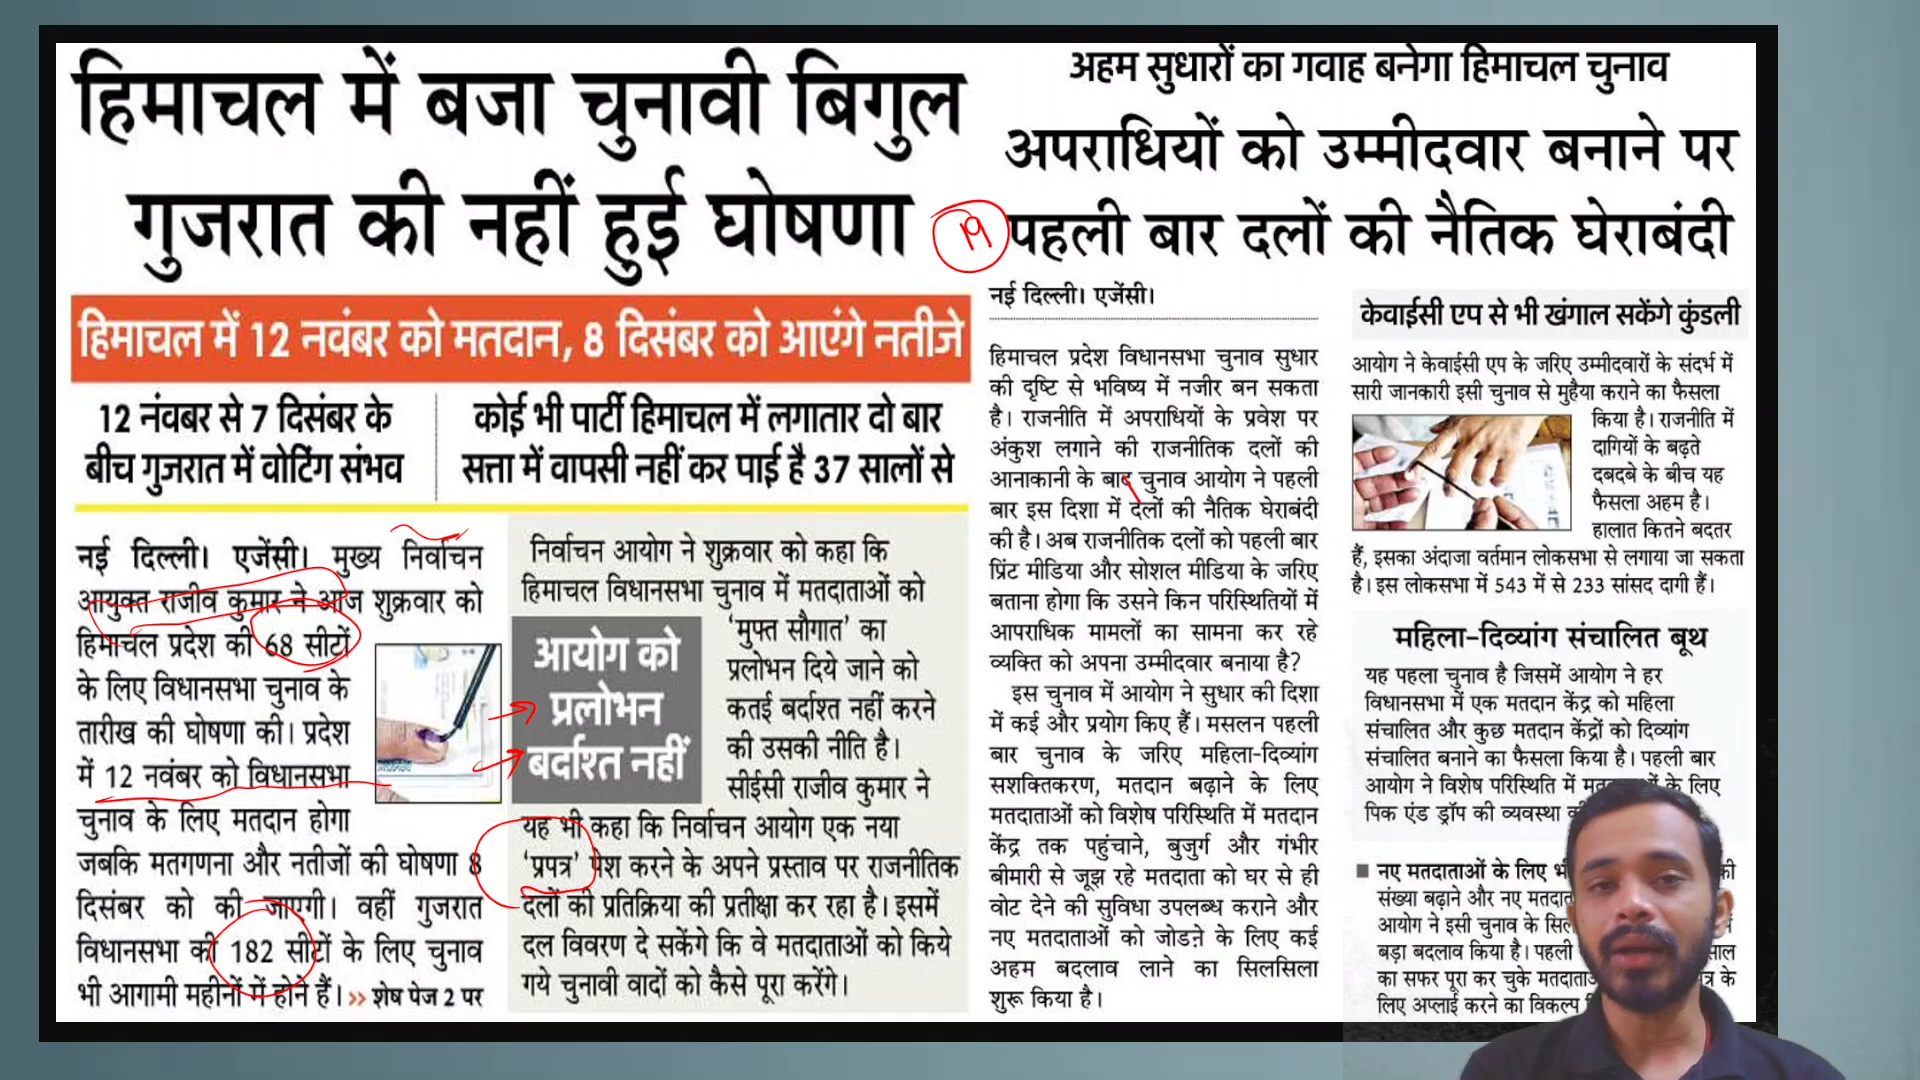 हिमाचल में बजा चुनावी बिगुल
गुजरात की नहीं हुई घोषणा
हिमाचल में 12 नवंबर को मतदान, 8 दिसंबर को आएंगे नतीजे
12 नंवबर से 7 दिसंबर के
बीच गुजरात में वोटिंग संभव
कोई भी पार्टी हिमाचल में लगातार दो बार
सत्ता में वापसी नहीं कर पाई है 37 सालों से
नई दिल्ली। एजेंसी। मुख्य निर्वाचन
आयुक्त राजीव कुमार ने आज शुक्रवार को
हिमाचल प्रदेश की 68 सीटों
के लिए विधानसभा चुनाव के
तारीख की घोषणा की। प्रदेश
में 12 नवंबर को विधानसभा
चुनाव के लिए मतदान होगा
जबकि मतगणना और नतीजों की घोषणा 8
दिसंबर को की जाएगी। वहीं गुजरात
विधानसभा की 182 सीटों के लिए चुनाव
भी आगामी महीनों में होने हैं। >> शेष पेज 2 पर
निर्वाचन आयोग ने शुक्रवार को कहा कि
हिमाचल विधानसभा चुनाव में मतदाताओं को
'मुफ्त सौगात' का
प्रलोभन दिये जाने को
कतई बर्दाश्त नहीं करने
की उसकी नीति है।
सीईसी राजीव कुमार ने
यह भी कहा कि निर्वाचन आयोग एक नया
'प्रपत्र' पेश करने के अपने प्रस्ताव पर राजनीतिक
दलों की प्रतिक्रिया की प्रतीक्षा कर रहा है। इसमें
दल विवरण दे सकेंगे कि वे मतदाताओं को किये
गये चुनावी वादों को कैसे पूरा करेंगे।
आयोग को
प्रलोभन
बर्दाश्त नहीं
19
अहम सुधारों का गवाह बनेगा हिमाचल चुनाव
अपराधियों को उम्मीदवार बनाने पर
पहली बार दलों की नैतिक घेराबंदी
नई दिल्ली। एजेंसी।
हिमाचल प्रदेश विधानसभा चुनाव सुधार
की दृष्टि से भविष्य में नजीर बन सकता
है। राजनीति में अपराधियों के प्रवेश पर
अंकुश लगाने की राजनीतिक दलों की
आनाकानी के बाद चुनाव आयोग ने पहली
बार इस दिशा में दलों की नैतिक घेराबंदी
की है। अब राजनीतिक दलों को पहली बार
प्रिंट मीडिया और सोशल मीडिया के जरिए
बताना होगा कि उसने किन परिस्थितियों में
आपराधिक मामलों का सामना कर रहे
व्यक्ति को अपना उम्मीदवार बनाया है?
इस चुनाव में आयोग ने सुधार की दिशा
में कई और प्रयोग किए हैं। मसलन पहली
बार चुनाव के जरिए महिला-दिव्यांग
सशक्तिकरण, मतदान बढ़ाने के लिए
मतदाताओं को विशेष परिस्थिति में मतदान
केंद्र तक पहुंचाने, बुजुर्ग और गंभीर
बीमारी से जूझ रहे मतदाता को घर से ही
वोट देने की सुविधा उपलब्ध कराने और
नए मतदाताओं को जोडऩे के लिए कई
अहम बदलाव लाने का सिलसिला
शुरू किया है।
केवाईसी एप से भी खंगाल सकेंगे कुंडली
आयोग ने केवाईसी एप के जरिए उम्मीदवारों के संदर्भ में
सारी जानकारी इसी चुनाव से मुहैया कराने का फैसला
किया है। राजनीति में
दागियों के बढ़ते
दबदबे के बीच यह
फैसला अहम है।
हालात कितने बदतर
हैं, इसका अंदाजा वर्तमान लोकसभा से लगाया जा सकता
है। इस लोकसभा में 543 में से 233 सांसद दागी हैं।
महिला-दिव्यांग संचालित बूथ
यह पहला चुनाव है जिसमें आयोग ने हर
विधानसभा में एक मतदान केंद्र को महिला
संचालित और कुछ मतदान केंद्रों को दिव्यांग
संचालित बनाने का फैसला किया है। पहली बार
आयोग ने विशेष परिस्थिति में के लिए
पिक एंड ड्रॉप की व्यवस्था
नए मतदाताओं के लिए की
संख्या बढ़ाने और नए
आयोग ने इसी चुनाव के
बड़ा बदलाव किया है। पहली साल
का सफर पूरा कर चुके के
लिए अप्लाई करने का विकल्प